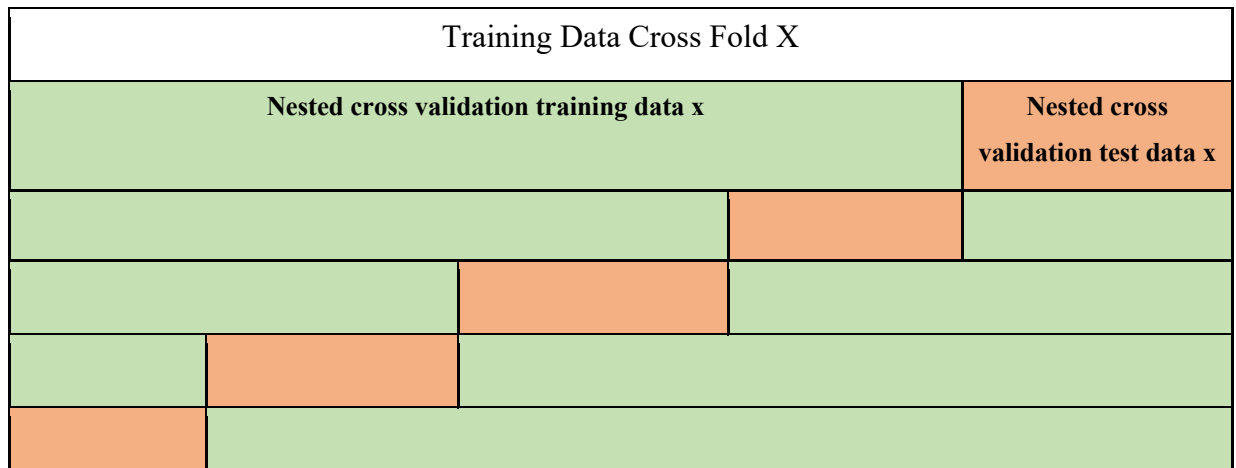 Training Data Cross Fold X
Nested cross validation training data x
Nested cross
validation test data x